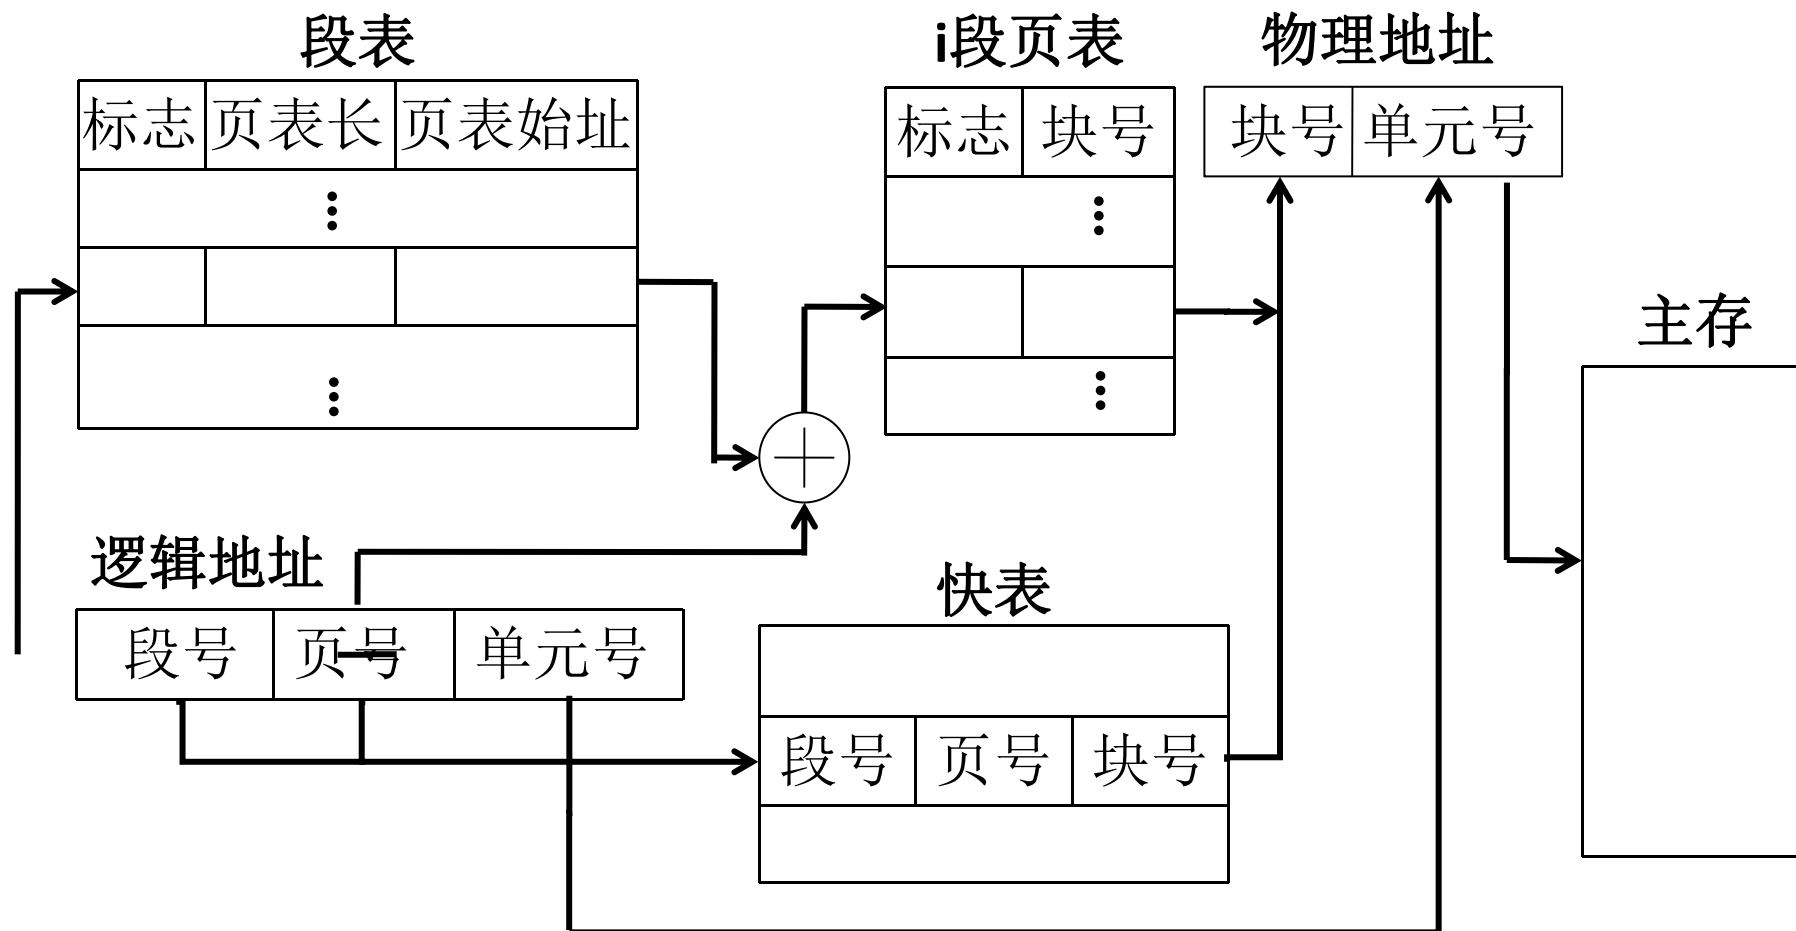 段表
i段页表
物理地址
标志 页表长 页表始址
标志 块号
块号 单元号
主存
逻辑地址
段号 页号 单元号
快表
段号 页号 块号